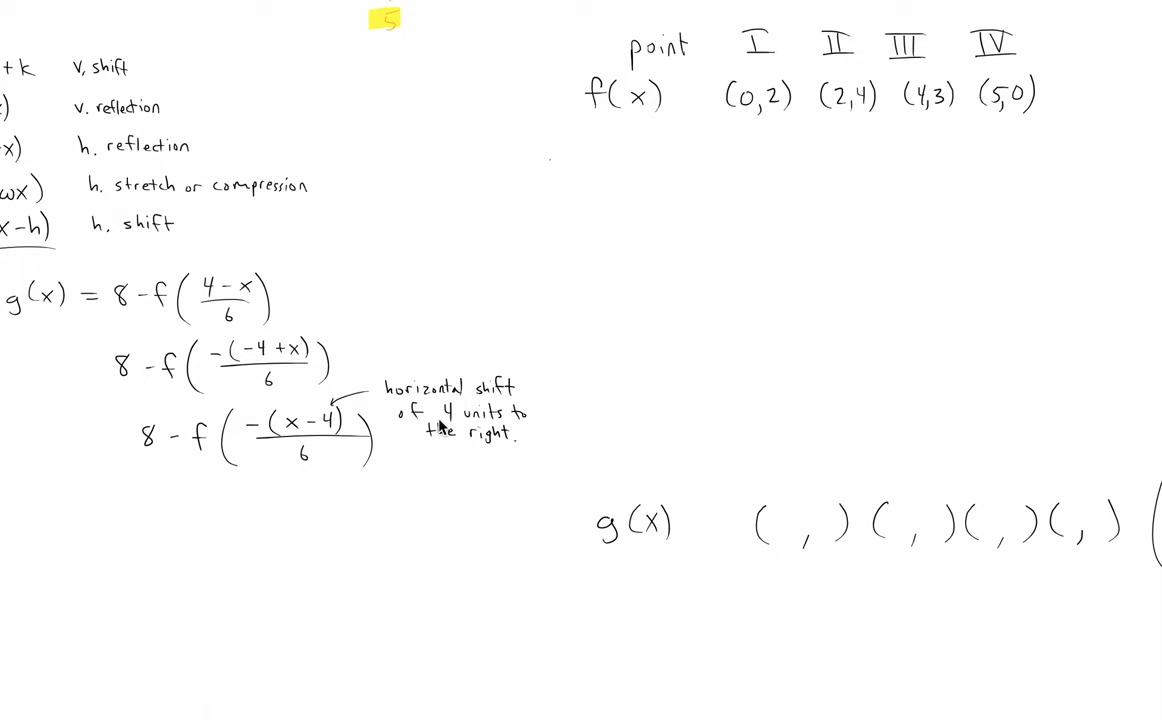 5
+ k v. shift
) v. reflection
x) h. reflection
wx) h. stretch or compression
x - h) h. shift
g(x) = 8 - f( (4 - x)/6 )
8 - f( -(-4 + x)/6 )
8 - f( -(x - 4)/6 )
horizontal shift
of 4 units to
the right.
point I II III IV
f(x) (0,2) (2,4) (4,3) (5,0)
g(x) ( , ) ( , ) ( , ) ( , ) (